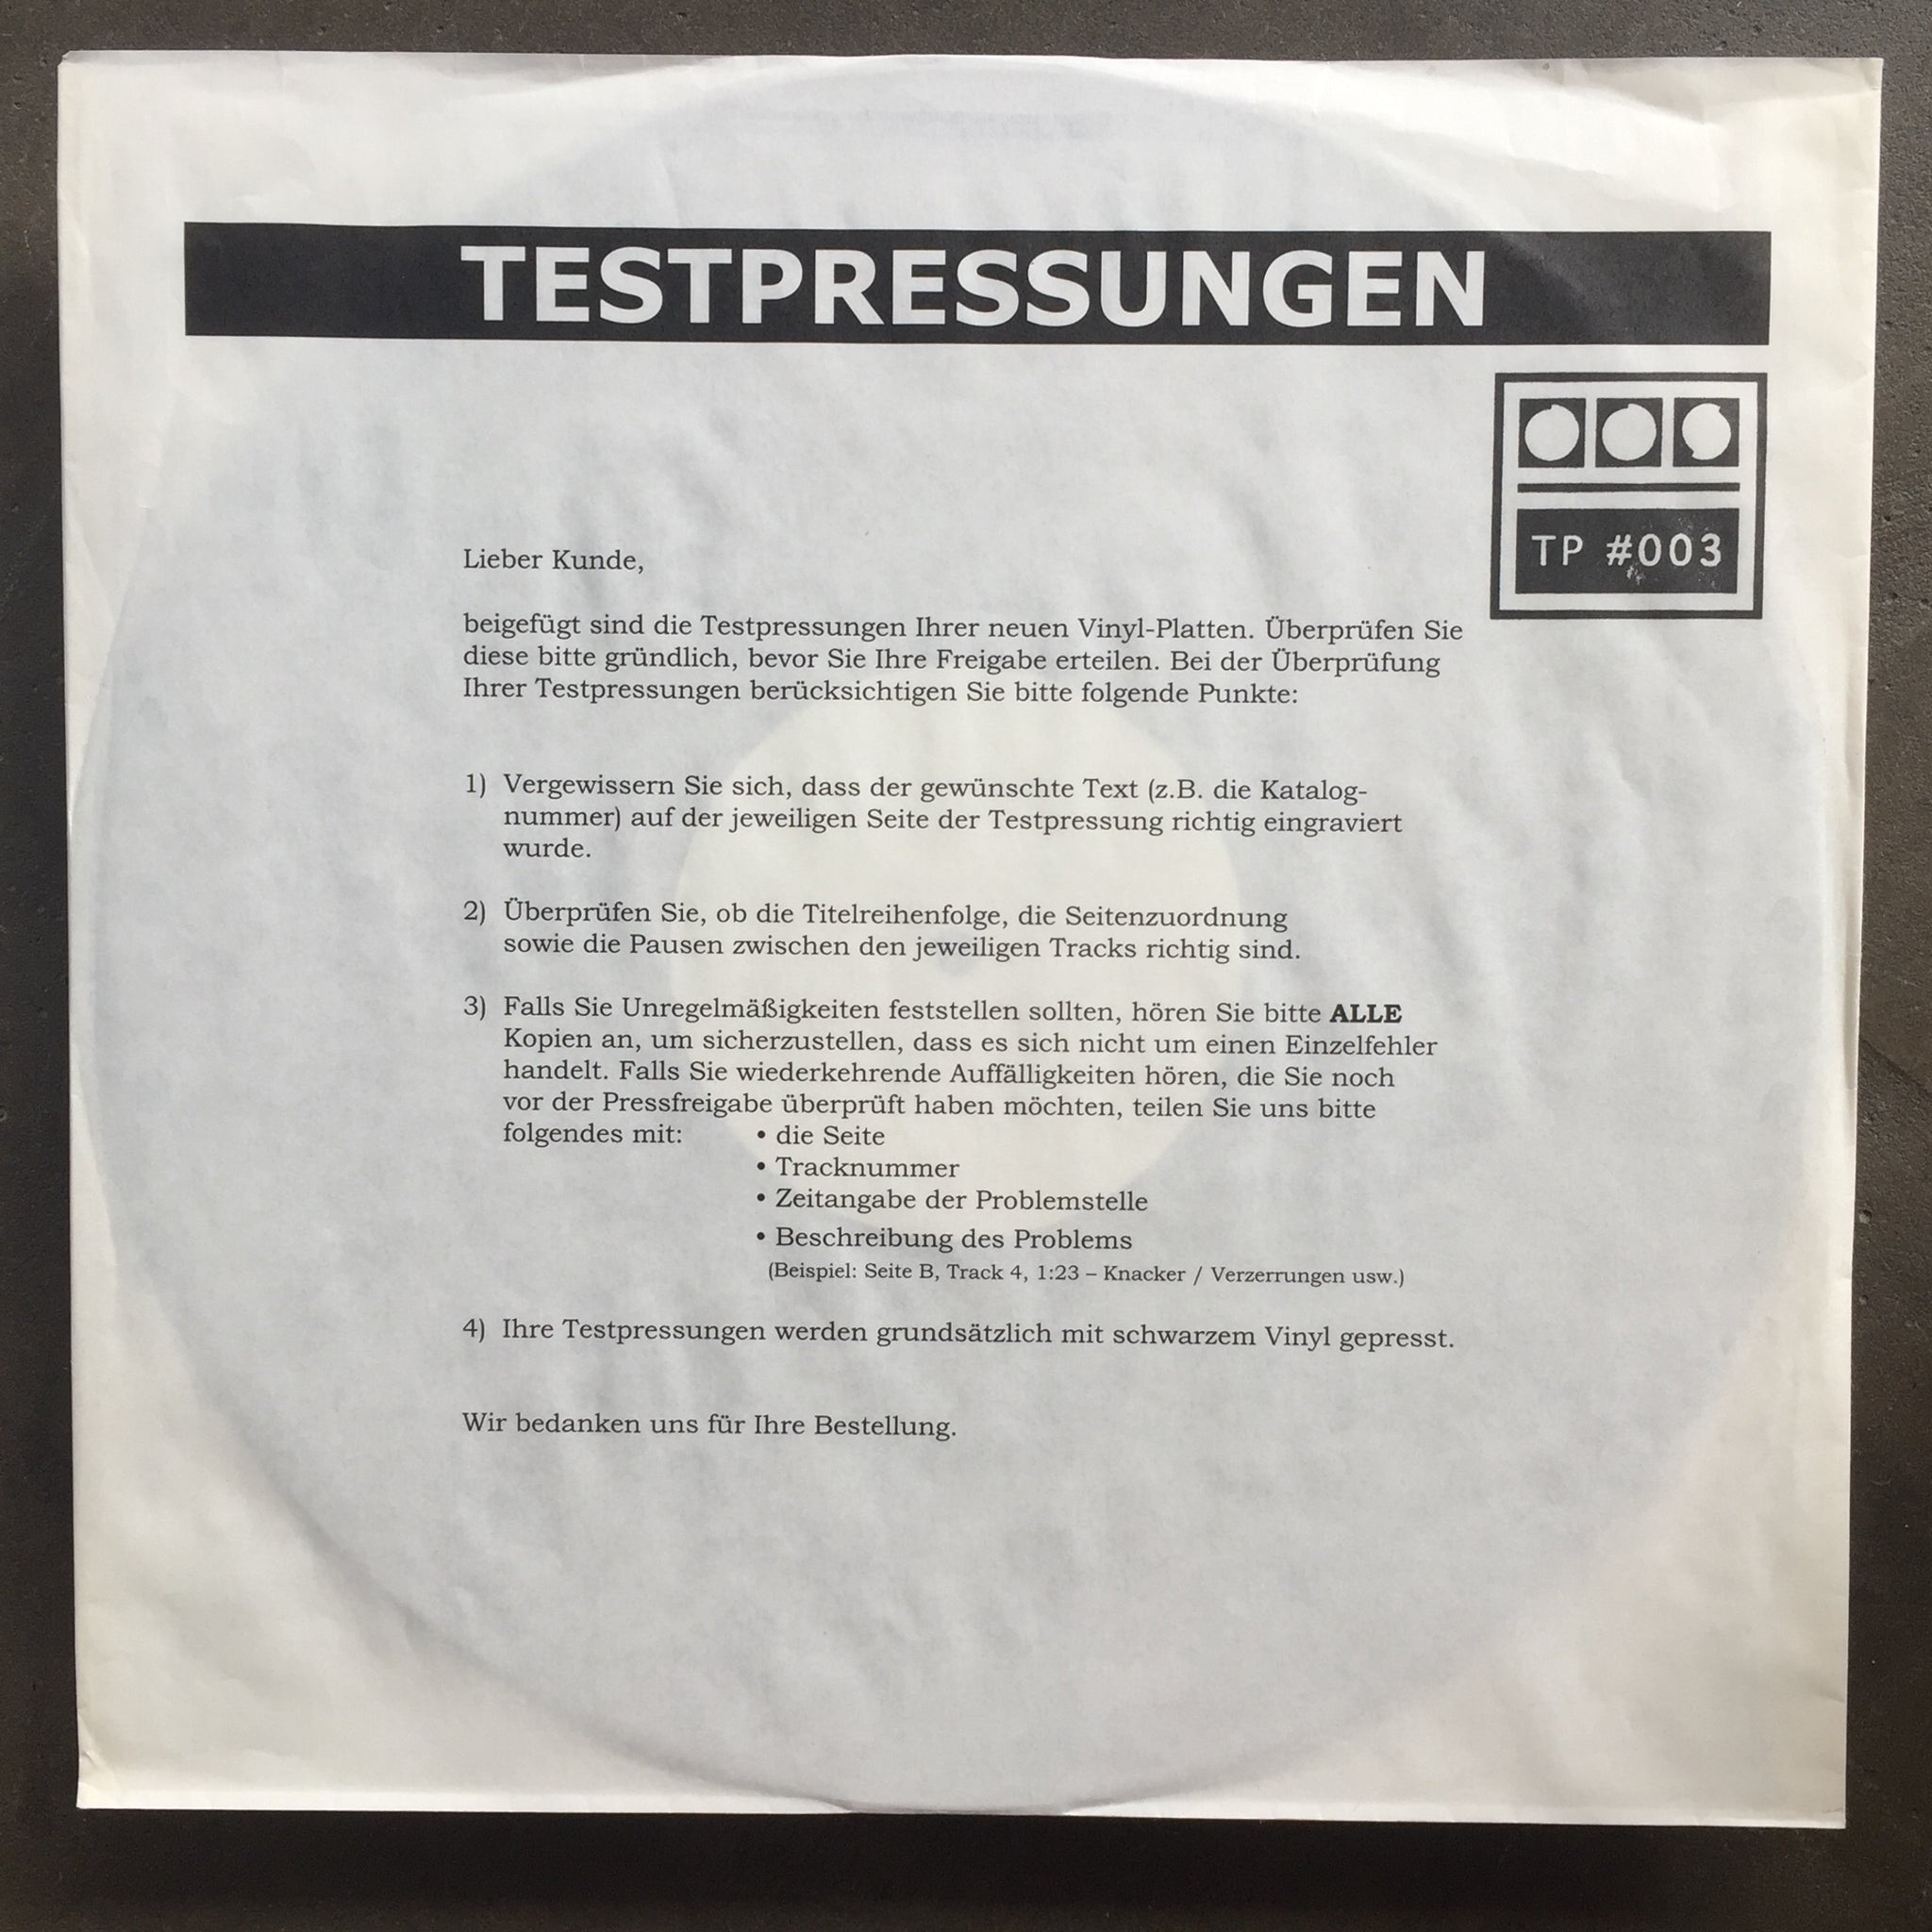 TESTPRESSUNGEN
TP #003
Lieber Kunde,
beigefügt sind die Testpressungen Ihrer neuen Vinyl-Platten. Überprüfen Sie
diese bitte gründlich, bevor Sie Ihre Freigabe erteilen. Bei der Überprüfung
Ihrer Testpressungen berücksichtigen Sie bitte folgende Punkte:
1) Vergewissern Sie sich, dass der gewünschte Text (z.B. die Katalog-
nummer) auf der jeweiligen Seite der Testpressung richtig eingraviert
wurde.
2) Überprüfen Sie, ob die Titelreihenfolge, die Seitenzuordnung
sowie die Pausen zwischen den jeweiligen Tracks richtig sind.
3) Falls Sie Unregelmäßigkeiten feststellen sollten, hören Sie bitte ALLE
Kopien an, um sicherzustellen, dass es sich nicht um einen Einzelfehler
handelt. Falls Sie wiederkehrende Auffälligkeiten hören, die Sie noch
vor der Pressfreigabe überprüft haben möchten, teilen Sie uns bitte
folgendes mit: • die Seite
• Tracknummer
• Zeitangabe der Problemstelle
• Beschreibung des Problems
(Beispiel: Seite B, Track 4, 1:23 – Knacker / Verzerrungen usw.)
4) Ihre Testpressungen werden grundsätzlich mit schwarzem Vinyl gepresst.
Wir bedanken uns für Ihre Bestellung.